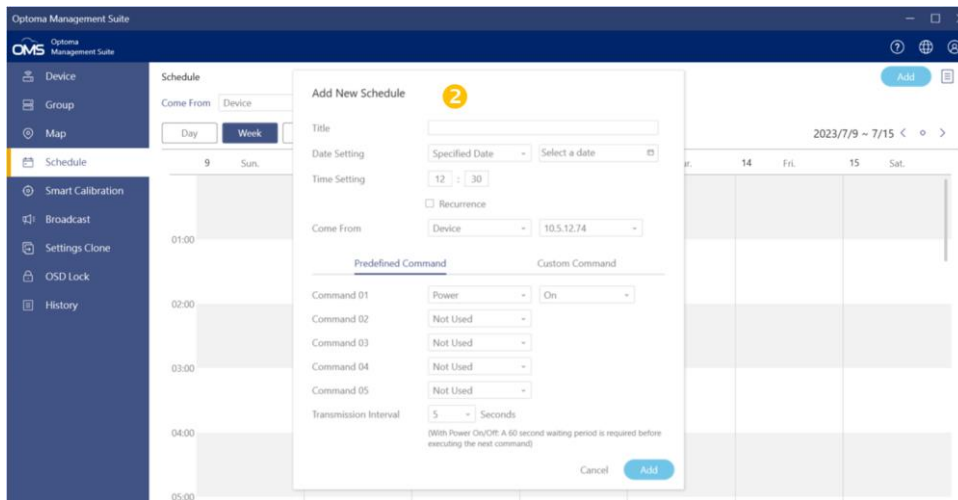 Optoma Management Suite
OMS Optoma Management Suite
Device
Group
Map
Schedule
Smart Calibration
Broadcast
Settings Clone
OSD Lock
History
Schedule
Add
Come From Device
Day Week
2023/7/9 ~ 7/15
9 Sun.
14 Fri.
15 Sat.
01:00
02:00
03:00
04:00
05:00
Add New Schedule
2
Title
Date Setting Specified Date Select a date
Time Setting 12 : 30
Recurrence
Come From Device 10.5.12.74
Predefined Command Custom Command
Command 01 Power On
Command 02 Not Used
Command 03 Not Used
Command 04 Not Used
Command 05 Not Used
Transmission Interval 5 Seconds
(With Power On/Off: A 60 second waiting period is required before
executing the next command)
Cancel Add